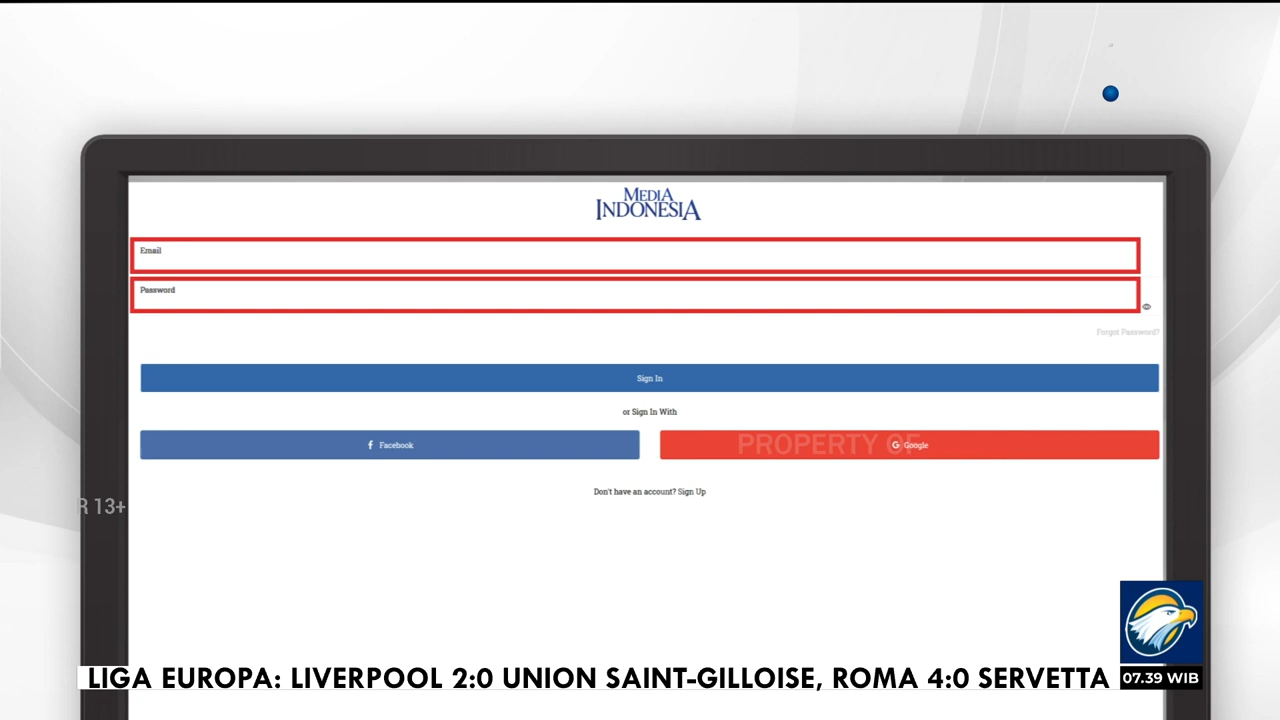 MEDIA
INDONESIA
Email
Password
Forgot Password?
Sign In
or Sign In With
Facebook
PROPERTY OF
G Google
R 13+
Don't have an account? Sign Up
LIGA EUROPA: LIVERPOOL 2:0 UNION SAINT-GILLOISE, ROMA 4:0 SERVETTA
07.39 WIB